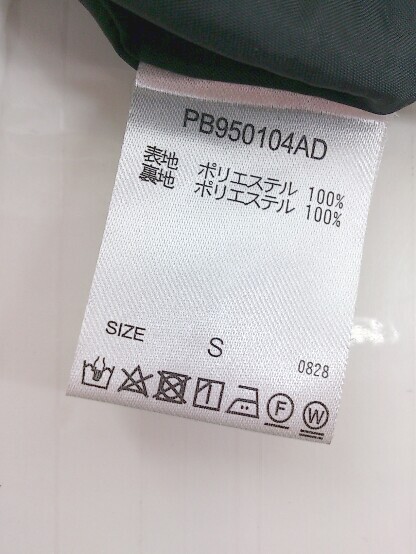 PB950104AD
表地 ポリエステル 100%
裏地 ポリエステル 100%
SIZE S
0828
F W